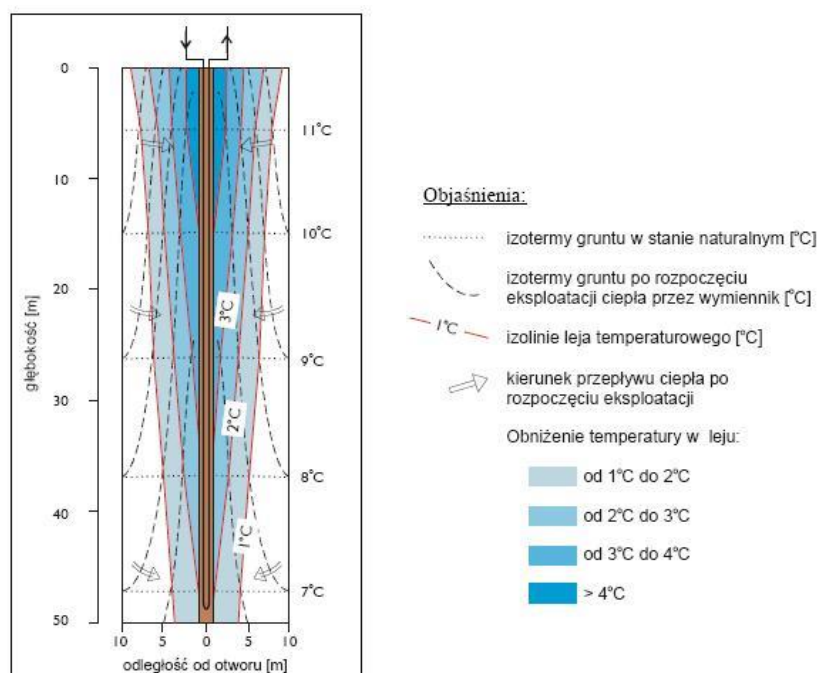 0
10
20
30
40
50
głębokość [m]
11°C
10°C
9°C
8°C
7°C
3°C
2°C
1°C
10 5 0 5 10
odległość od otworu [m]
Objaśnienia:
izotermy gruntu w stanie naturalnym [°C]
izotermy gruntu po rozpoczęciu
eksploatacji ciepła przez wymiennik [°C]
1°C
izolinie leja temperaturowego [°C]
kierunek przepływu ciepła po
rozpoczęciu eksploatacji
Obniżenie temperatury w leju:
od 1°C do 2°C
od 2°C do 3°C
od 3°C do 4°C
> 4°C